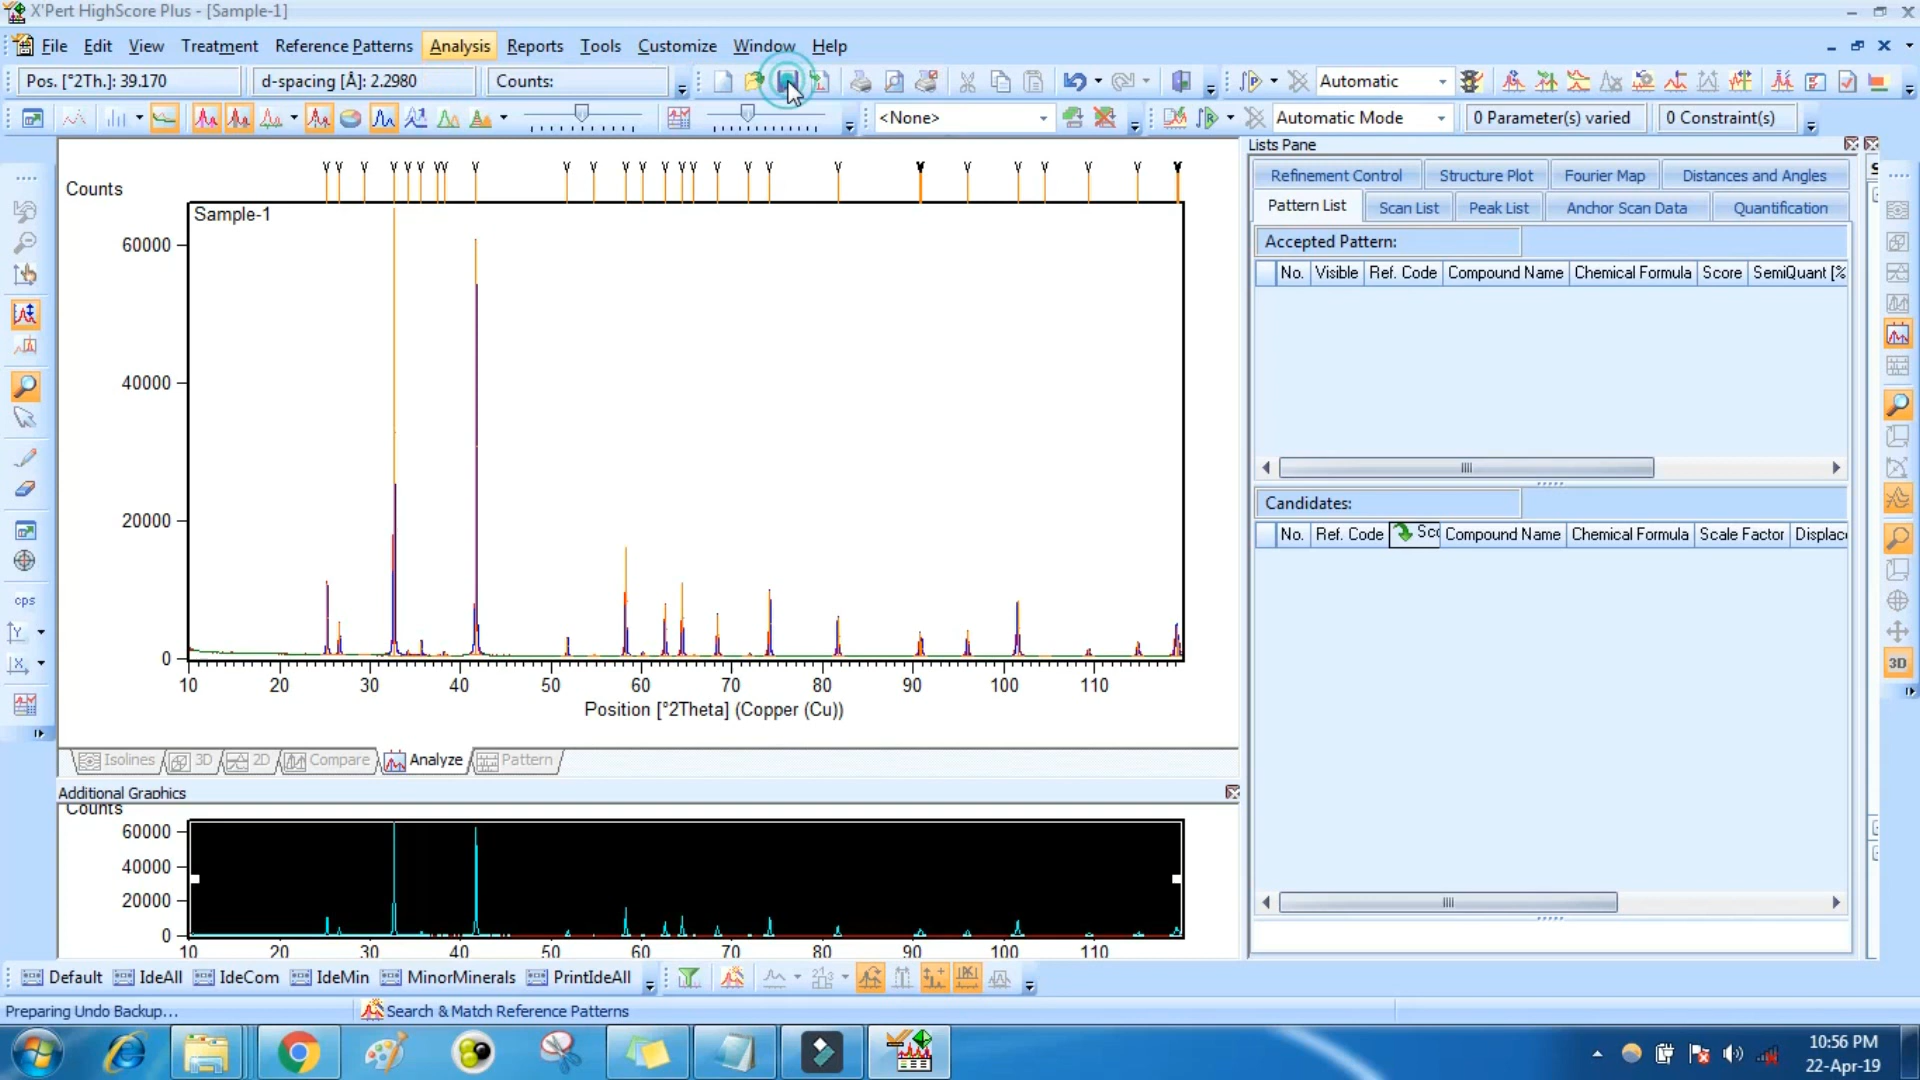 X'Pert HighScore Plus - [Sample-1]
File Edit View Treatment Reference Patterns Analysis Reports Tools Customize Window Help
Pos. [°2Th.]: 39.170 d-spacing [Å]: 2.2980 Counts: Automatic
<None> Automatic Mode 0 Parameter(s) varied 0 Constraint(s)
Lists Pane
Refinement Control Structure Plot Fourier Map Distances and Angles
Pattern List Scan List Peak List Anchor Scan Data Quantification
Accepted Pattern:
No. Visible Ref. Code Compound Name Chemical Formula Score SemiQuant [%
Candidates:
No. Ref. Code Sco Compound Name Chemical Formula Scale Factor Displac
Counts
Sample-1
60000
40000
20000
0
10 20 30 40 50 60 70 80 90 100 110
Position [°2Theta] (Copper (Cu))
cps
Y
X
3D
Isolines 3D 2D Compare Analyze Pattern
Additional Graphics
Counts
60000
40000
20000
0
10 20 30 40 50 60 70 80 90 100 110
Default IdeAll IdeCom IdeMin MinorMinerals PrintIdeAll
Preparing Undo Backup... Search & Match Reference Patterns
10:56 PM
22-Apr-19